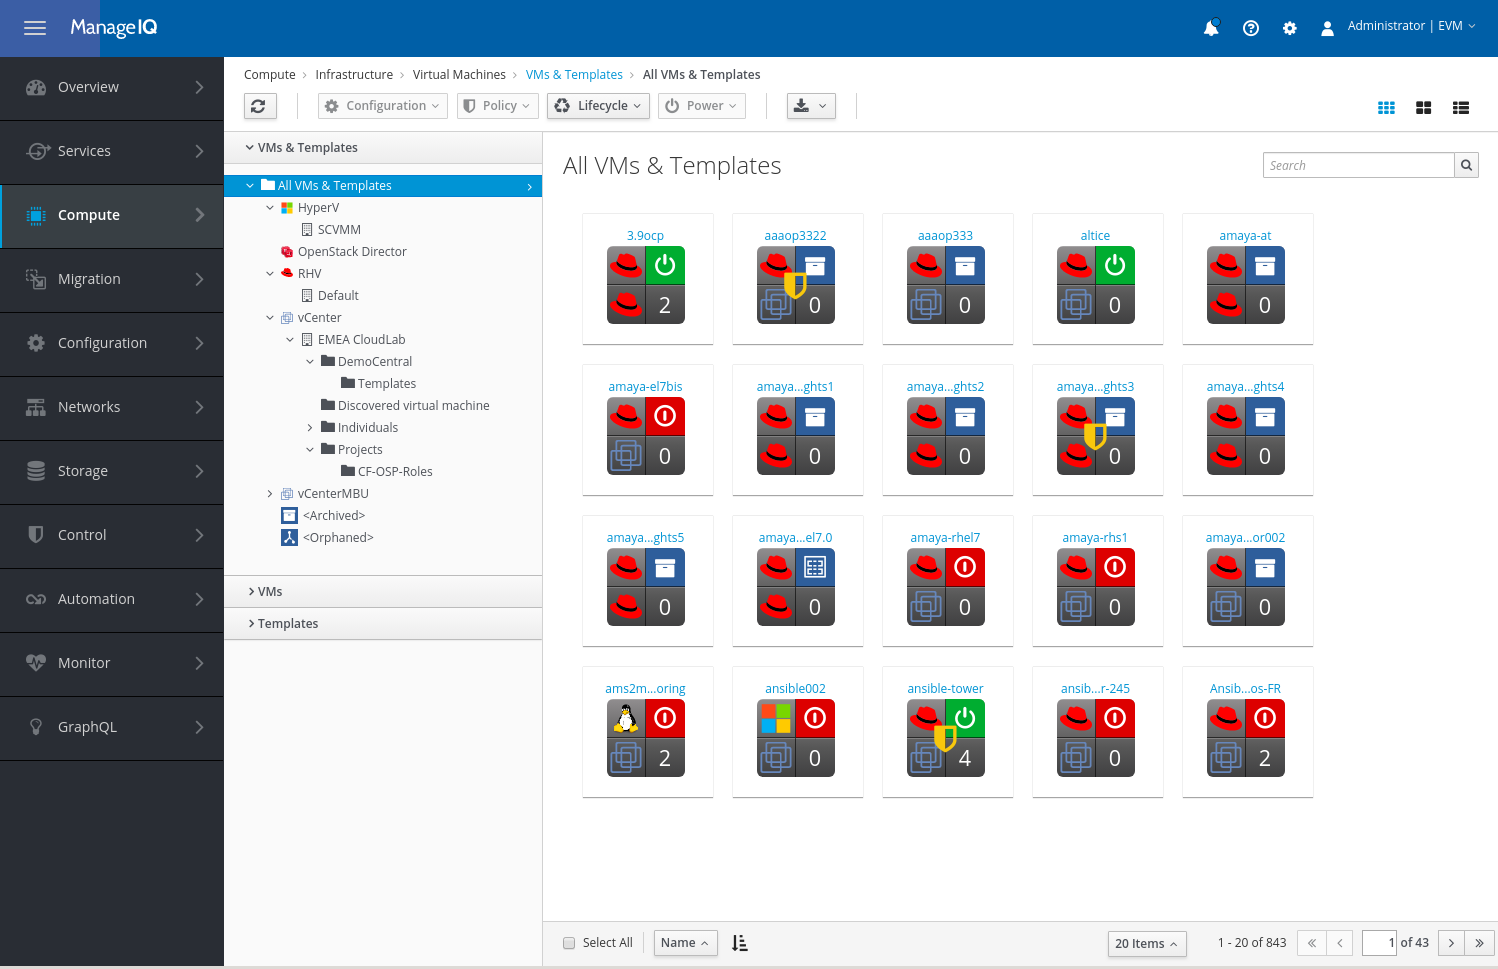 ManageIQ
Administrator | EVM
Overview
Services
Compute
Migration
Configuration
Networks
Storage
Control
Automation
Monitor
GraphQL
Compute Infrastructure Virtual Machines VMs & Templates All VMs & Templates
Configuration Policy Lifecycle Power
VMs & Templates
All VMs & Templates
HyperV
SCVMM
OpenStack Director
RHV
Default
vCenter
EMEA CloudLab
DemoCentral
Templates
Discovered virtual machine
Individuals
Projects
CF-OSP-Roles
vCenterMBU
<Archived>
<Orphaned>
VMs
Templates
All VMs & Templates
Search
3.9ocp aaaop3322 aaaop333 altice amaya-at
2 0 0 0 0
amaya-el7bis amaya...ghts1 amaya...ghts2 amaya...ghts3 amaya...ghts4
0 0 0 0 0
amaya...ghts5 amaya...el7.0 amaya-rhel7 amaya-rhs1 amaya...or002
0 0 0 0 0
ams2m...oring ansible002 ansible-tower ansib...r-245 Ansib...os-FR
2 0 4 0 2
Select All Name 20 Items 1 - 20 of 843 1 of 43